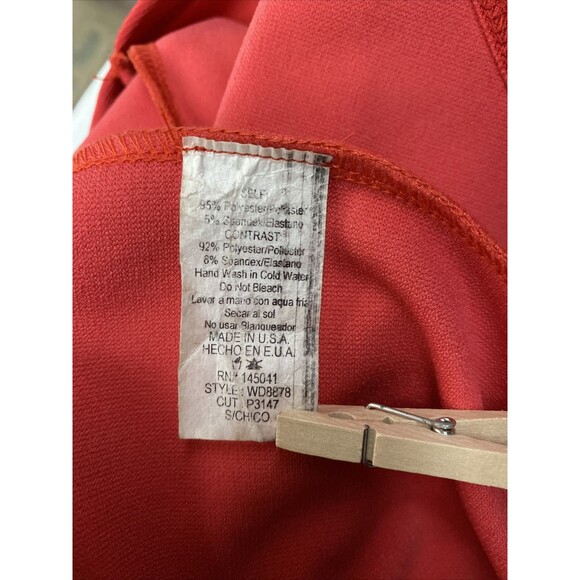 SELF
95% Polyester/Poliester
5% Spandex/Elastano
CONTRAST
92% Polyester/Poliester
8% Spandex/Elastano
Hand Wash in Cold Water
Do Not Bleach
Lavar a mano con agua fria
Secar al sol
No usar Blanqueador
MADE IN U.S.A.
HECHO EN E.U.A.
RN# 145041
STYLE: WD8878
CUT: P3147
S/CHICO